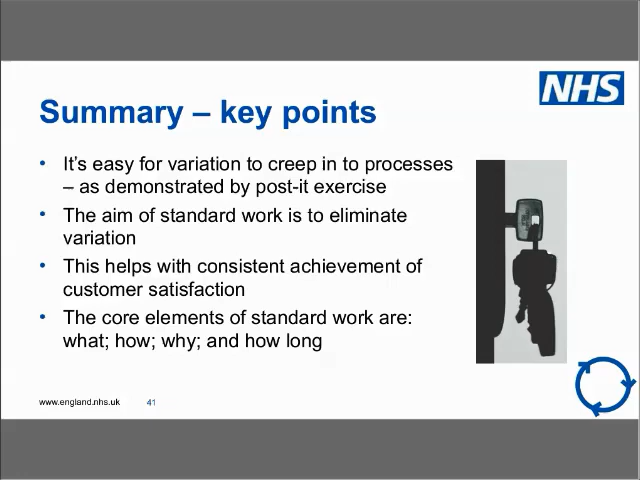 NHS
Summary – key points
• It's easy for variation to creep in to processes
– as demonstrated by post-it exercise
• The aim of standard work is to eliminate
variation
• This helps with consistent achievement of
customer satisfaction
• The core elements of standard work are:
what; how; why; and how long
www.england.nhs.uk 41